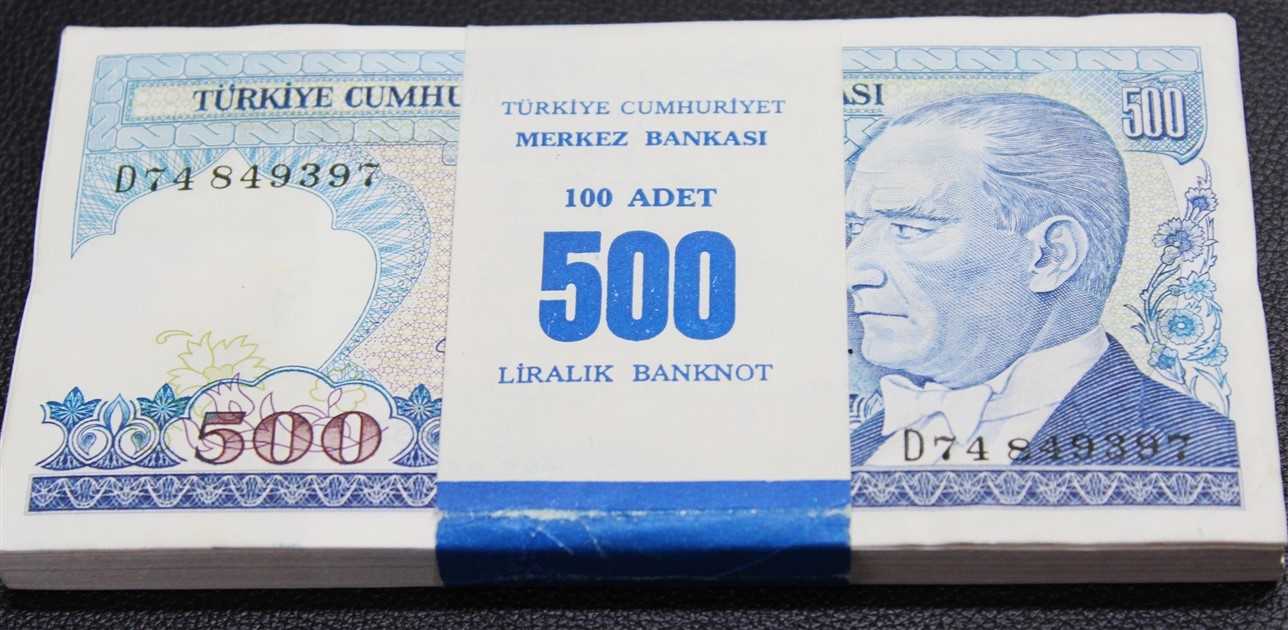 TÜRKİYE CUMHU
ASI
500
D74 849397
500
D74 849397
TÜRKİYE CUMHURİYET
MERKEZ BANKASI
100 ADET
500
LİRALIK BANKNOT